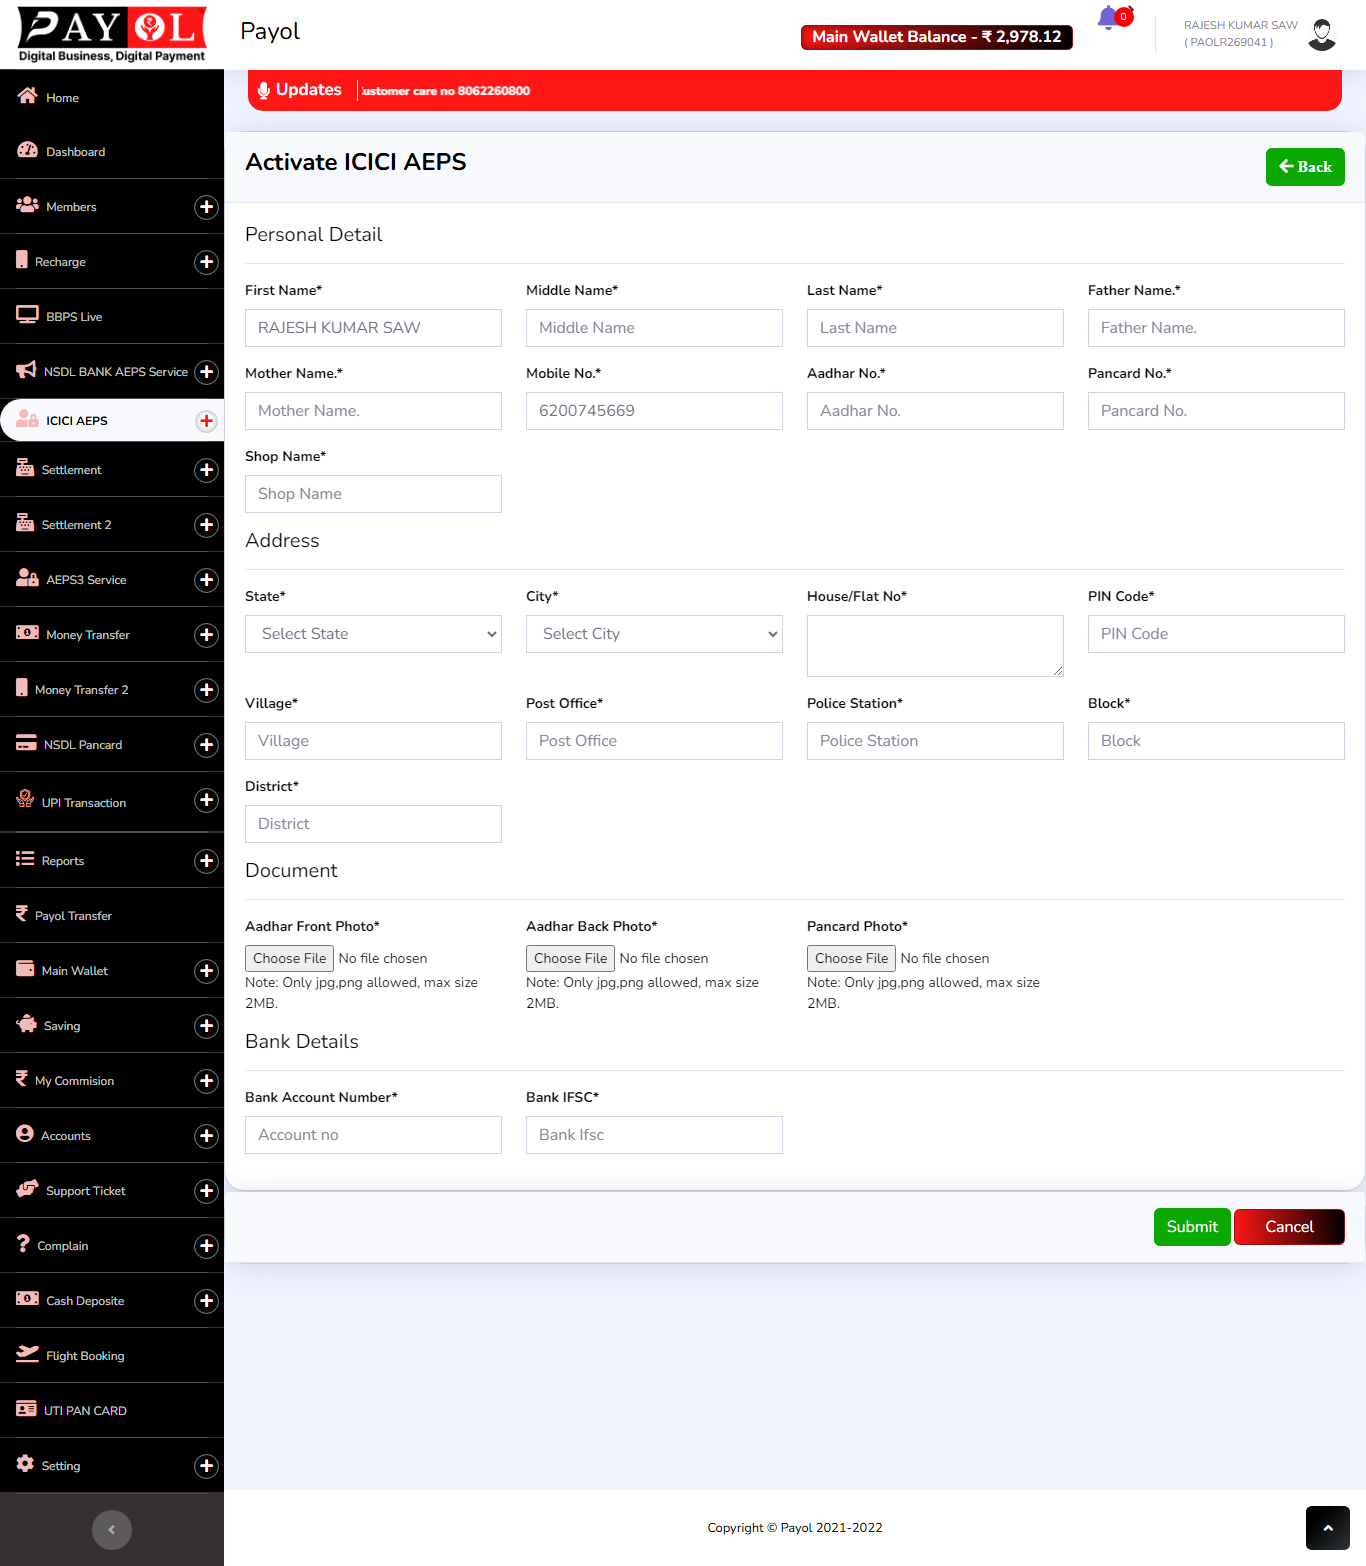 PAYOL
Digital Business, Digital Payment
Payol
Main Wallet Balance - ₹ 2,978.12
0
RAJESH KUMAR SAW
( PAOLR269041 )
Updates
ustomer care no 8062260800
Home
Dashboard
Members
Recharge
BBPS Live
NSDL BANK AEPS Service
ICICI AEPS
Settlement
Settlement 2
AEPS3 Service
Money Transfer
Money Transfer 2
NSDL Pancard
UPI Transaction
Reports
Payol Transfer
Main Wallet
Saving
My Commision
Accounts
Support Ticket
Complain
Cash Deposite
Flight Booking
UTI PAN CARD
Setting
Activate ICICI AEPS
Back
Personal Detail
First Name* Middle Name* Last Name* Father Name.*
RAJESH KUMAR SAW Middle Name Last Name Father Name.
Mother Name.* Mobile No.* Aadhar No.* Pancard No.*
Mother Name. 6200745669 Aadhar No. Pancard No.
Shop Name*
Shop Name
Address
State* City* House/Flat No* PIN Code*
Select State Select City PIN Code
Village* Post Office* Police Station* Block*
Village Post Office Police Station Block
District*
District
Document
Aadhar Front Photo* Aadhar Back Photo* Pancard Photo*
Choose File No file chosen Choose File No file chosen Choose File No file chosen
Note: Only jpg,png allowed, max size Note: Only jpg,png allowed, max size Note: Only jpg,png allowed, max size
2MB. 2MB. 2MB.
Bank Details
Bank Account Number* Bank IFSC*
Account no Bank Ifsc
Submit Cancel
Copyright © Payol 2021-2022